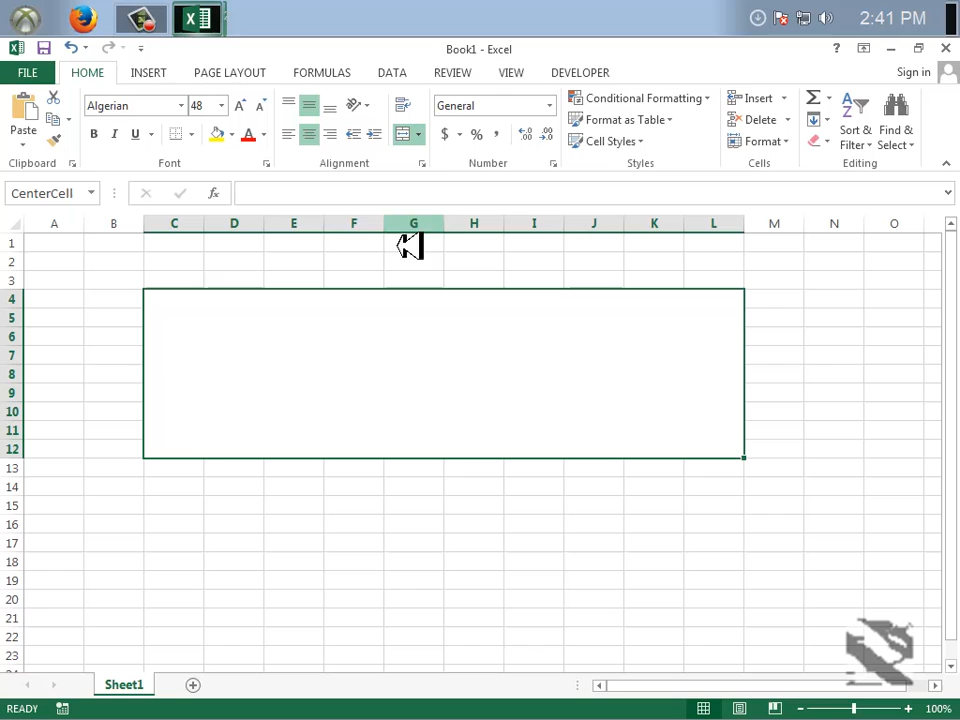 2:41 PM
Book1 - Excel
?
FILE HOME INSERT PAGE LAYOUT FORMULAS DATA REVIEW VIEW DEVELOPER Sign in
Paste
Algerian 48
General
Conditional Formatting
Format as Table
Cell Styles
Insert
Delete
Format
Sort & Filter
Find & Select
B I U
$ % ,
Clipboard Font Alignment Number Styles Cells Editing
CenterCell fx
A B C D E F G H I J K L M N O
1
2
3
4
5
6
7
8
9
10
11
12
13
14
15
16
17
18
19
20
21
22
23
Sheet1
READY 100%